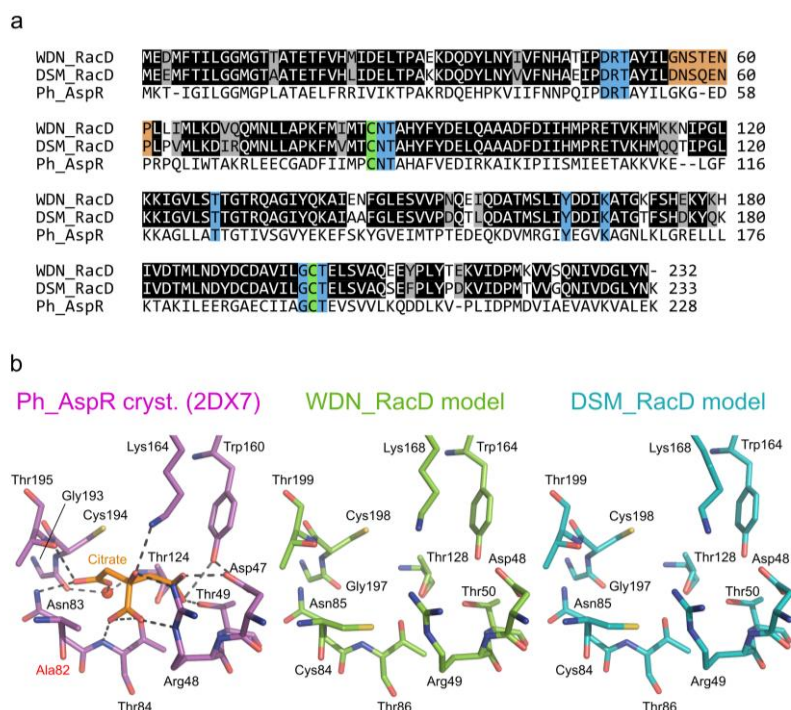 a
WDN_RacD MEDMFTILGGMGTTATETFVHMIDELTPAEKDQDYLNYIVFNHATIPDRTAYILGNSTEN 60
DSM_RacD MEEMFTILGGMGTAATETFVHLIDELTPAKKDQDYLNYVVFNHAEIPDRTAYILDNSQEN 60
Ph_AspR MKT-IGILGGMGPLATAELFRRIVIKTPAKRDQEHPKVIIFNNPQIPDRTAYILGKG-ED 58
WDN_RacD PLLIMLKDVQQMNLLAPKFMIMTCNTAHYFYDELQAAADFDIIHMPRETVKHMKKNIPGL 120
DSM_RacD PLPVMLKDIRQMNLLAPKFMVMTCNTAHYFYDELQAAADFDIIHMPRETVKHMQQTIPGL 120
Ph_AspR PRPQLIWTAKRLEECGADFIIMPCNTAHAFVEDIRKAIKIPIISMIEETAKKVKE--LGF 116
WDN_RacD KKIGVLSTTGTRQAGIYQKAIENFGLESVVPNQEIQDATMSLIYDDIKATGKFSHEKYKH 180
DSM_RacD KKIGVLSTTGTRQAGIYQKAIAEFGLESVVPDQTLQDATMSLIYDDIKATGTFSHDKYQK 180
Ph_AspR KKAGLLATTGTIVSGVYEKEFSKYGVEIMTPTEDEQKDVMRGIYEGVKAGNLKLGRELLL 176
WDN_RacD IVDTMLNDYDCDAVILGCTELSVAQEEYPLYTEKVIDPMKVVSQNIVDGLYN- 232
DSM_RacD IVDTMLNDYDCDAVILGCTELSVAQSEFPLYPDKVIDPMTVVGQNIVDGLYNK 233
Ph_AspR KTAKILEERGAECIIAGCTEVSVVLKQDDLKV-PLIDPMDVIAEVAVKVALEK 228
b
Ph_AspR cryst. (2DX7)
Lys164
Trp160
Thr195
Gly193
Cys194
Citrate
Thr124
Asp47
Asn83
Thr49
Ala82
Arg48
Thr84
WDN_RacD model
Lys168
Trp164
Thr199
Cys198
Thr128
Asp48
Gly197
Asn85
Thr50
Cys84
Arg49
Thr86
DSM_RacD model
Lys168
Trp164
Thr199
Cys198
Thr128
Asp48
Gly197
Asn85
Thr50
Cys84
Arg49
Thr86